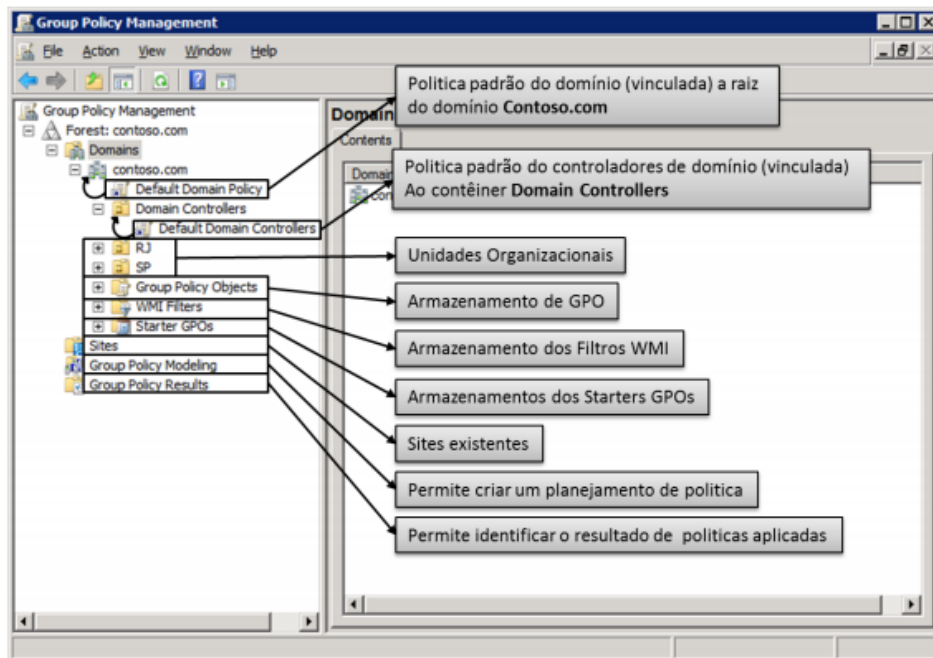 Group Policy Management
File Action View Window Help
Group Policy Management
Forest: contoso.com
Domains
contoso.com
Default Domain Policy
Domain Controllers
Default Domain Controllers
RJ
SP
Group Policy Objects
WMI Filters
Starter GPOs
Sites
Group Policy Modeling
Group Policy Results
Domain
Contents
Domai
con
Politica padrão do domínio (vinculada) a raiz
do domínio Contoso.com
Politica padrão do controladores de domínio (vinculada)
Ao contêiner Domain Controllers
Unidades Organizacionais
Armazenamento de GPO
Armazenamento dos Filtros WMI
Armazenamentos dos Starters GPOs
Sites existentes
Permite criar um planejamento de politica
Permite identificar o resultado de politicas aplicadas